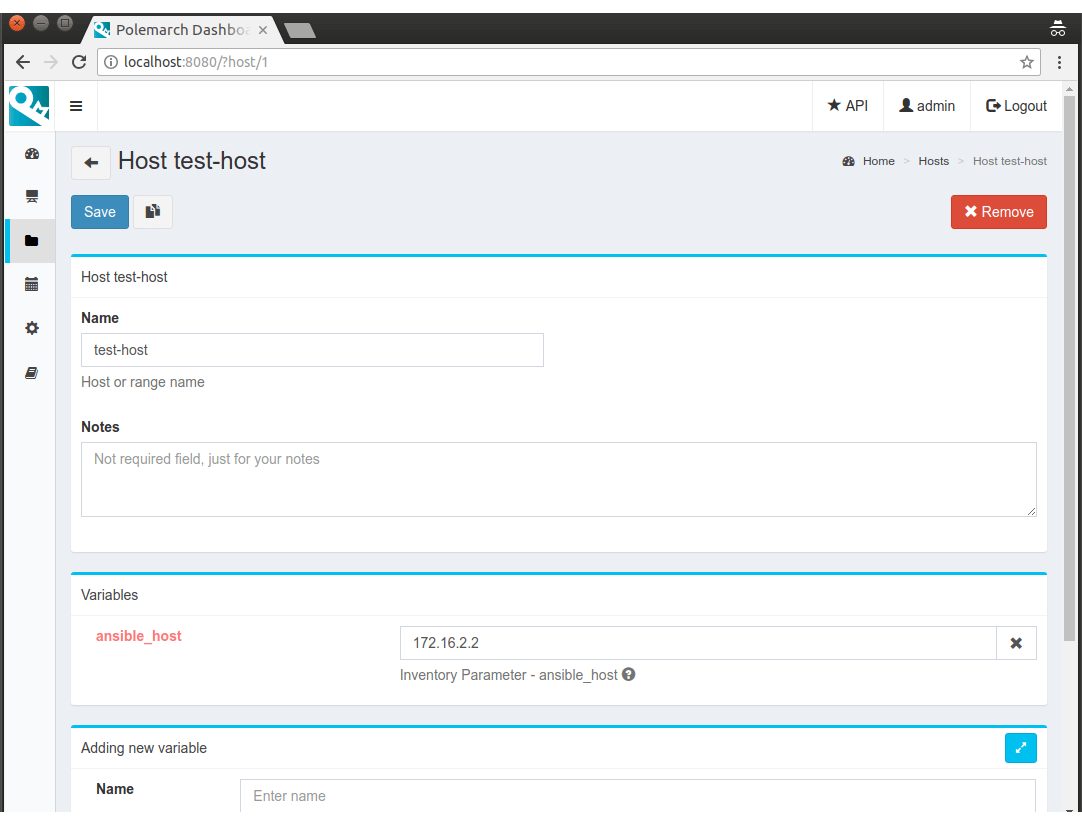 Polemarch Dashboa
localhost:8080/?host/1
API
admin
Logout
Host test-host
Home > Hosts > Host test-host
Save
Remove
Host test-host
Name
test-host
Host or range name
Notes
Not required field, just for your notes
Variables
ansible_host
172.16.2.2
Inventory Parameter - ansible_host
Adding new variable
Name
Enter name